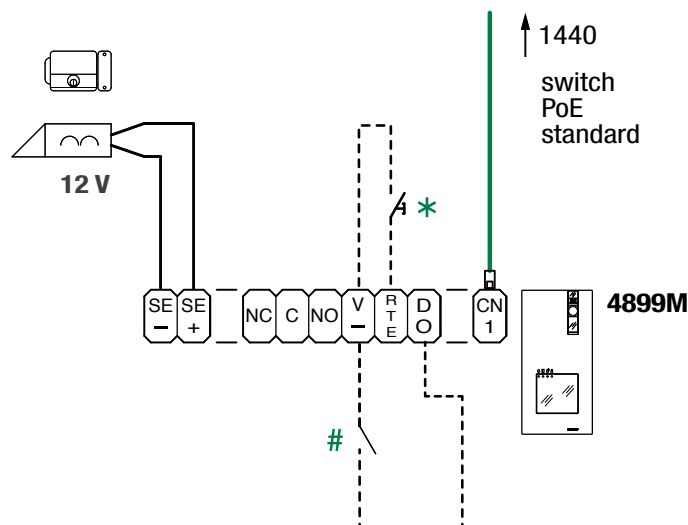 1440
switch
PoE
standard
12 V
*
SE
–
SE
+
NC
C
NO
V
–
R
T
E
D
O
CN
1
4899M
#